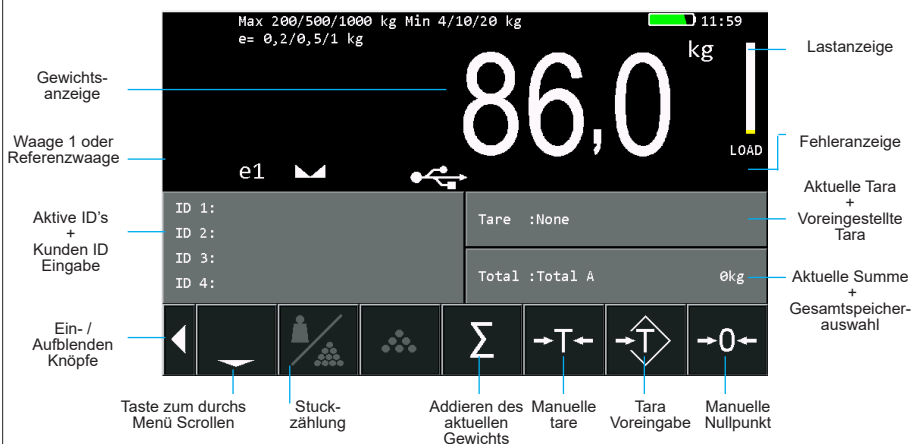 Max 200/500/1000 kg Min 4/10/20 kg
e= 0,2/0,5/1 kg
11:59
86,0 kg
LOAD
e1
ID 1:
ID 2:
ID 3:
ID 4:
Tare :None
Total :Total A 0kg
Σ
→T←
→T
→0←
Gewichts-
anzeige
Waage 1 oder
Referenzwaage
Aktive ID's
+
Kunden ID
Eingabe
Ein- /
Aufblenden
Knöpfe
Lastanzeige
Fehleranzeige
Aktuelle Tara
+
Voreingestellte
Tara
Aktuelle Summe
+
Gesamtspeicher-
auswahl
Taste zum durchs
Menü Scrollen
Stuck-
zählung
Addieren des
aktuellen
Gewichts
Manuelle
tare
Tara
Voreingabe
Manuelle
Nullpunkt